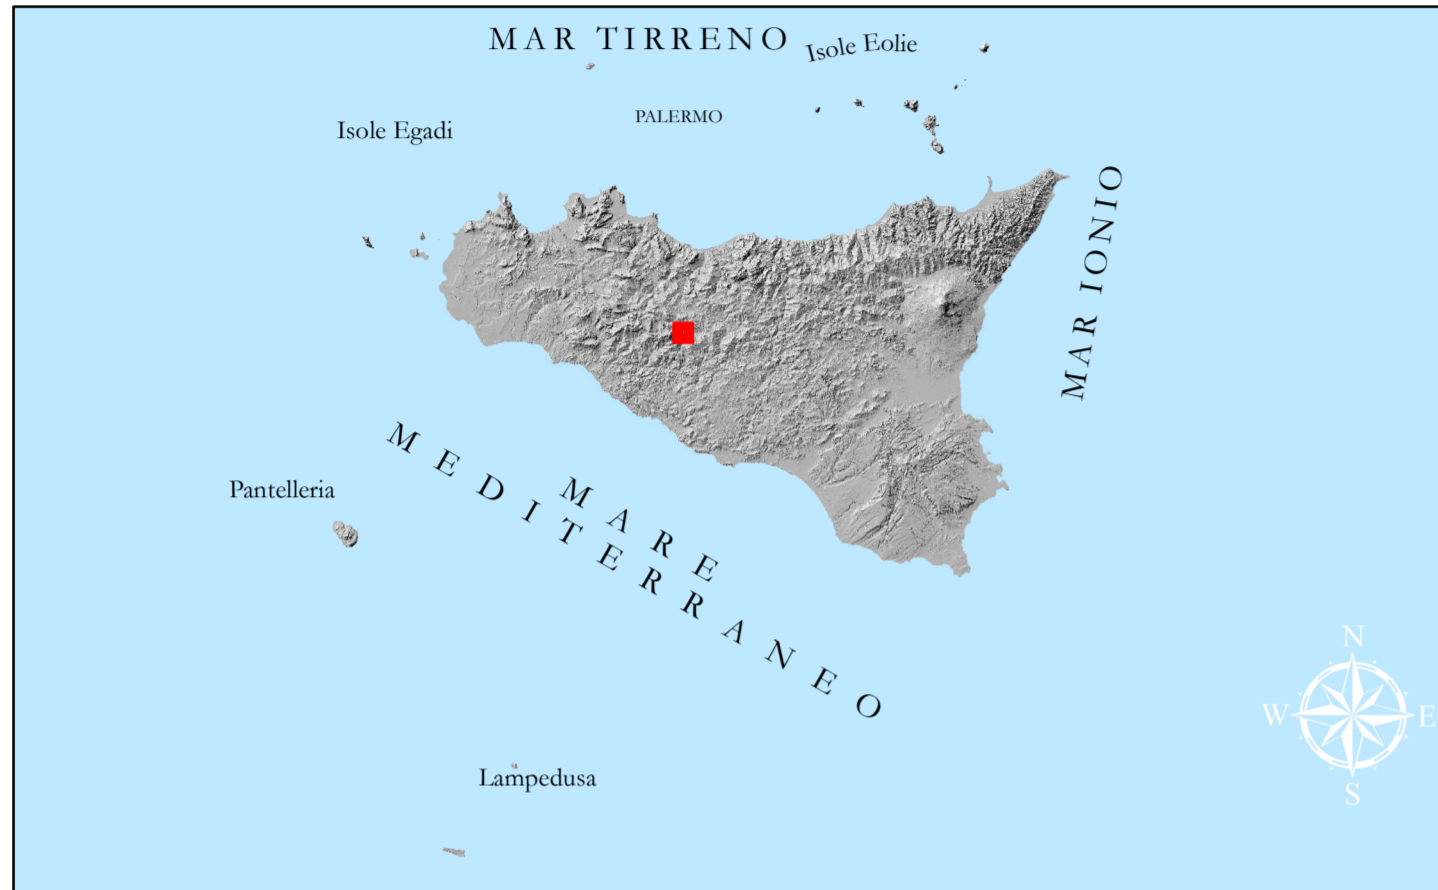 MAR TIRRENO
Isole Eolie
PALERMO
Isole Egadi
MAR IONIO
Pantelleria
MARE
MEDITERRANEO
Lampedusa
N
W
E
S